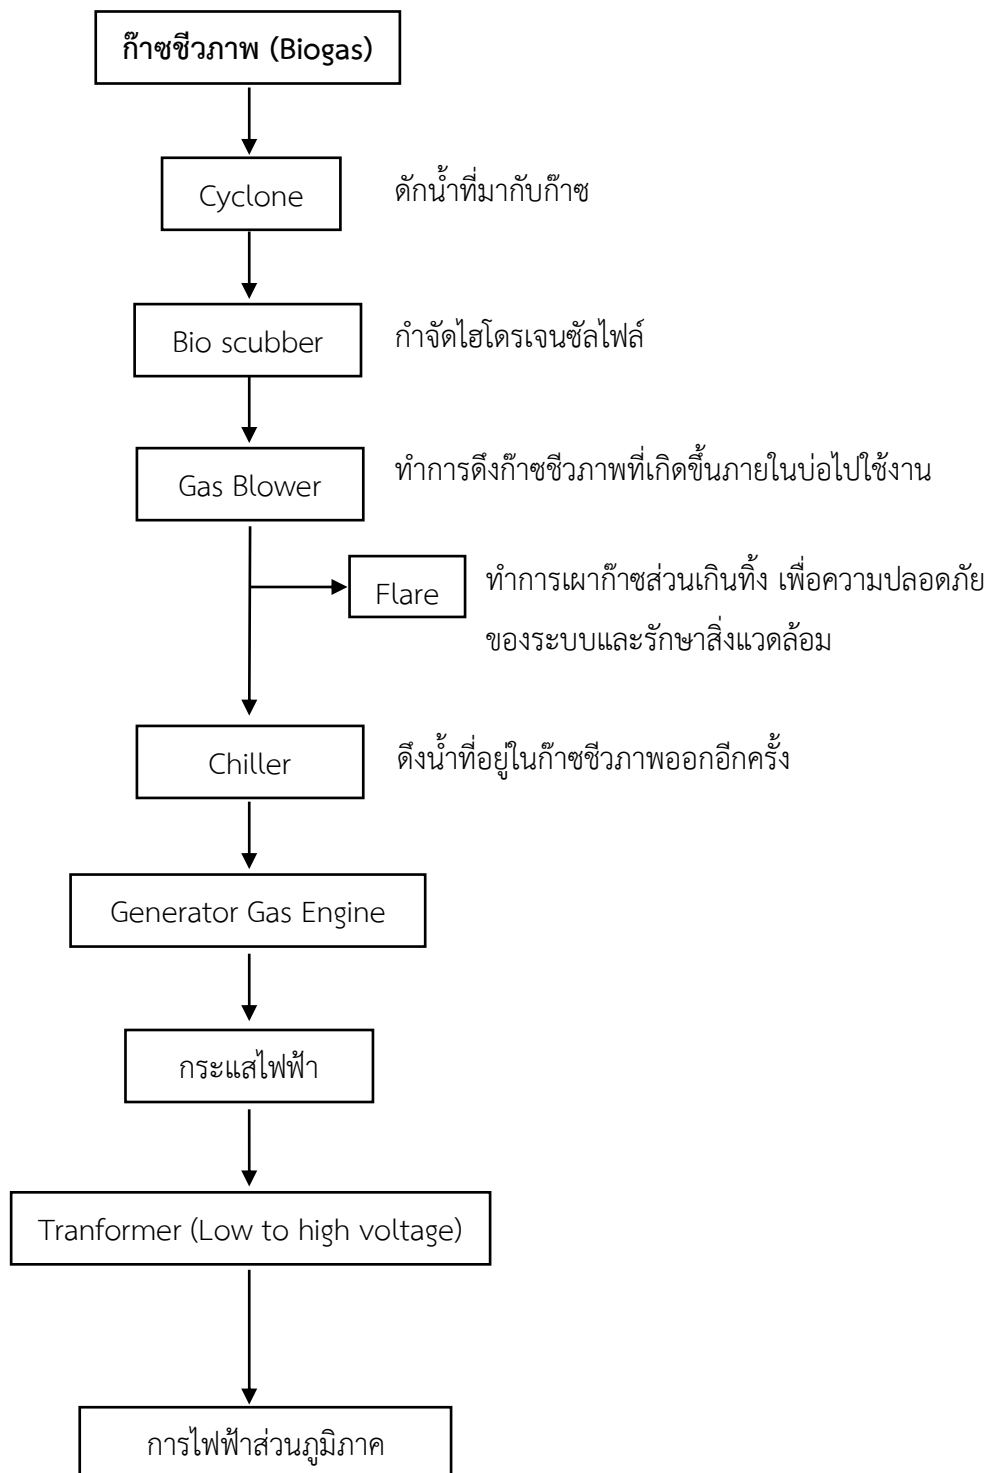 ก๊าซชีวภาพ (Biogas)
Cyclone
ดักน้ำที่มากับก๊าซ
Bio scubber
กำจัดไฮโดรเจนซัลไฟล์
Gas Blower
ทำการดึงก๊าซชีวภาพที่เกิดขึ้นภายในบ่อไปใช้งาน
Flare
ทำการเผาก๊าซส่วนเกินทิ้ง เพื่อความปลอดภัย
ของระบบและรักษาสิ่งแวดล้อม
Chiller
ดึงน้ำที่อยู่ในก๊าซชีวภาพออกอีกครั้ง
Generator Gas Engine
กระแสไฟฟ้า
Tranformer (Low to high voltage)
การไฟฟ้าส่วนภูมิภาค